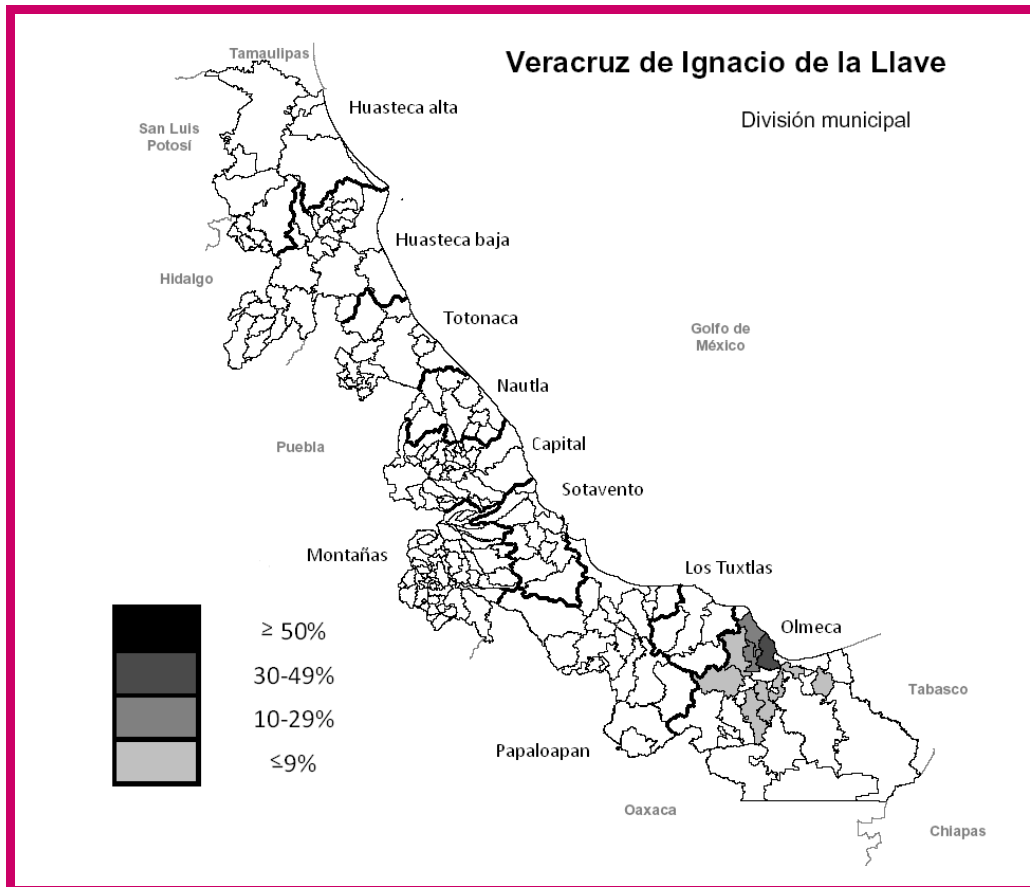 Veracruz de Ignacio de la Llave
División municipal
Tamaulipas
Huasteca alta
San Luis
Potosí
Huasteca baja
Hidalgo
Totonaca
Golfo de
México
Nautla
Puebla
Capital
Sotavento
Montañas
Los Tuxtlas
Olmeca
Tabasco
Papaloapan
Oaxaca
Chiapas
≥ 50%
30-49%
10-29%
≤9%